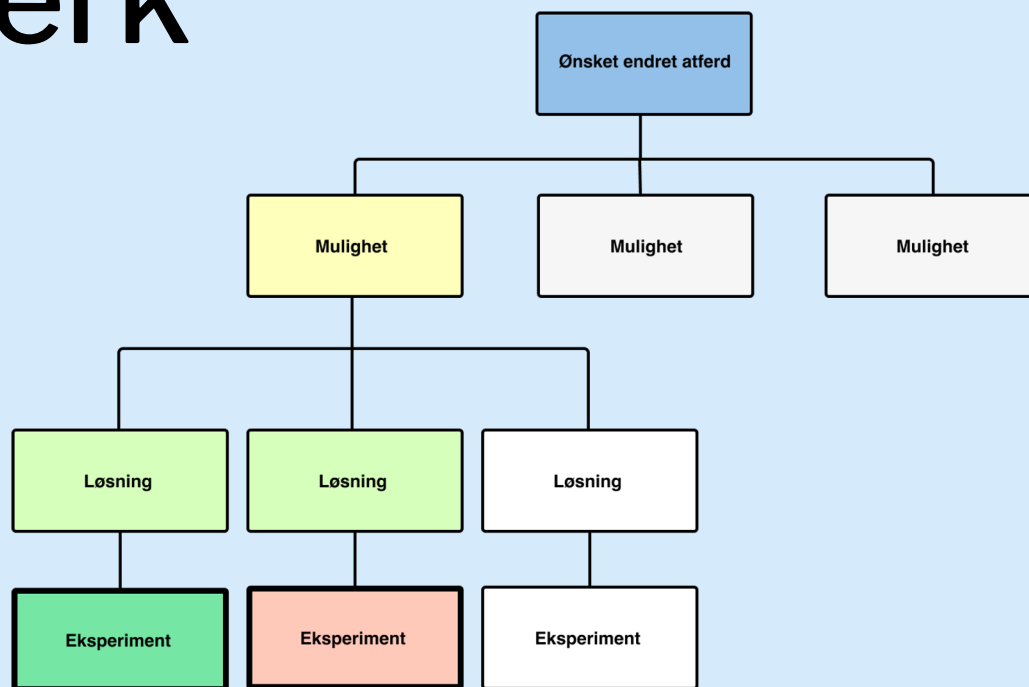 Ønsket endret atferd
Mulighet
Mulighet
Mulighet
Løsning
Løsning
Løsning
Eksperiment
Eksperiment
Eksperiment